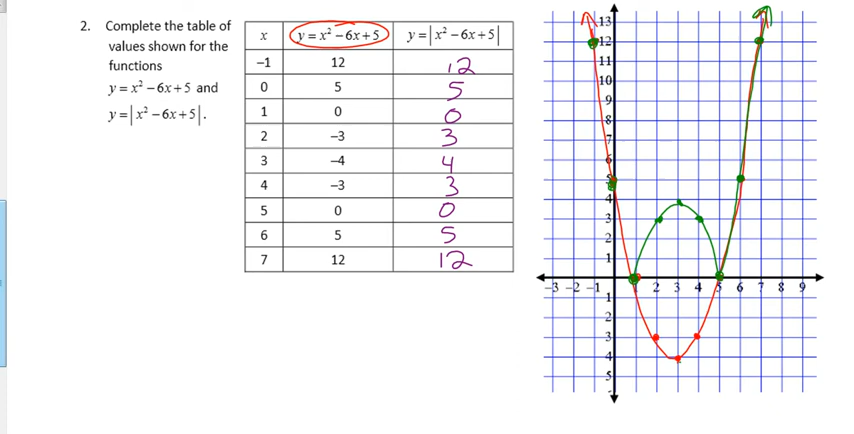 2. Complete the table of
values shown for the
functions
y = x² – 6x + 5 and
y = |x² – 6x + 5|.
x y = x² – 6x + 5 y = |x² – 6x + 5|
–1 12 12
0 5 5
1 0 0
2 –3 3
3 –4 4
4 –3 3
5 0 0
6 5 5
7 12 12
13
12
11
10
9
8
7
6
5
4
3
2
1
–3 –2 –1 1 2 3 4 5 6 7 8 9
1
2
3
4
5